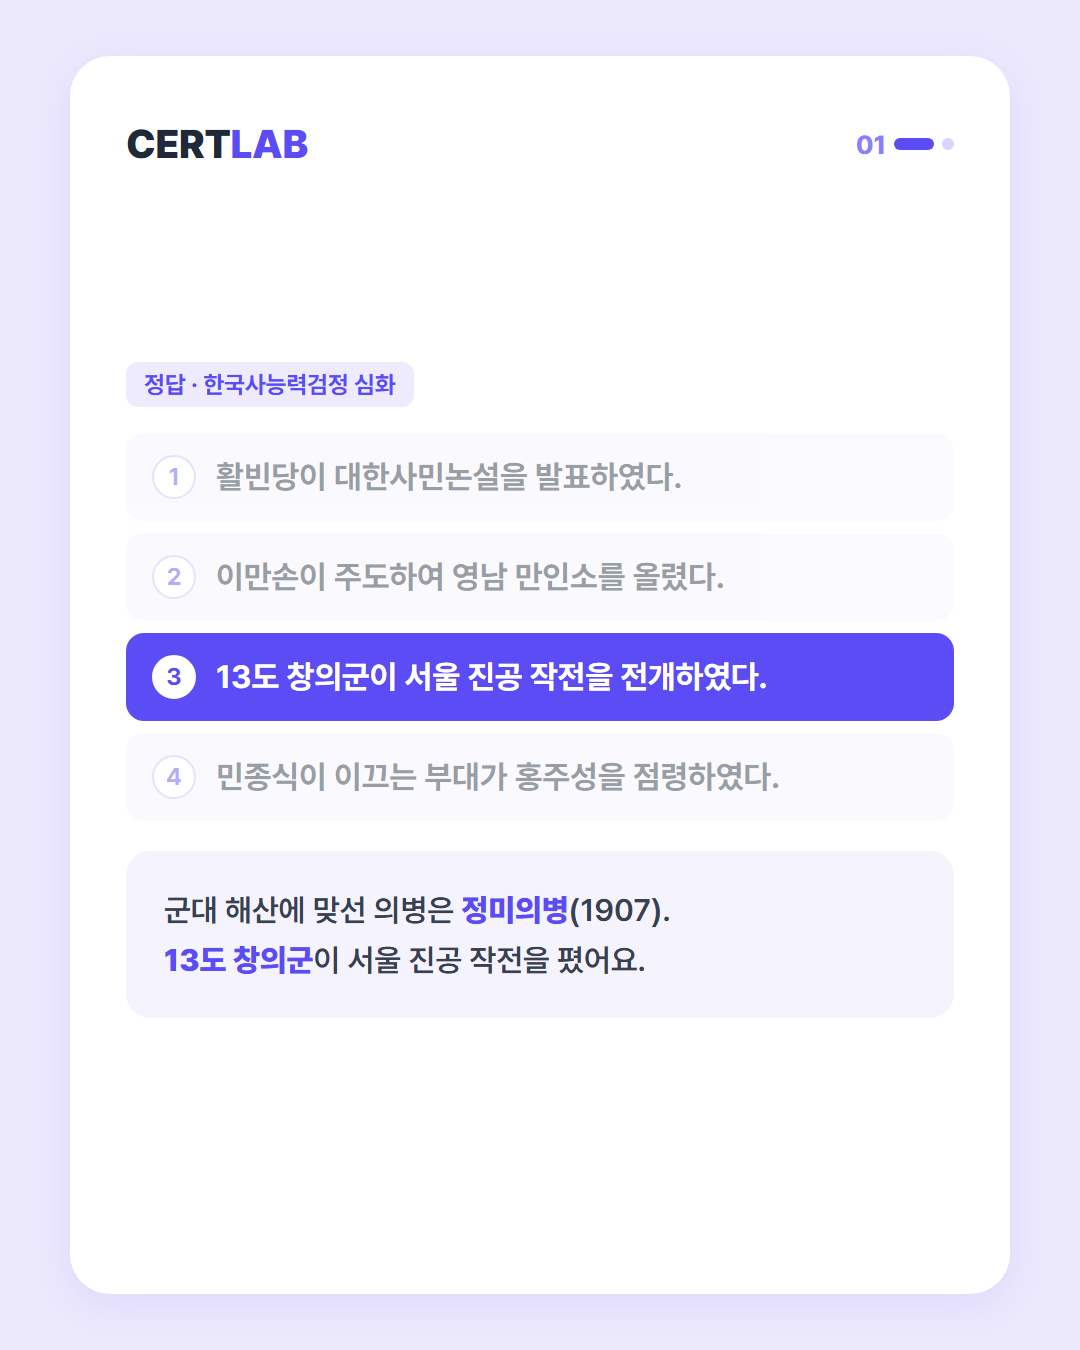 CERTLAB
01
정답 · 한국사능력검정 심화
1 활빈당이 대한사민논설을 발표하였다.
2 이만손이 주도하여 영남 만인소를 올렸다.
3 13도 창의군이 서울 진공 작전을 전개하였다.
4 민종식이 이끄는 부대가 홍주성을 점령하였다.
군대 해산에 맞선 의병은 정미의병(1907).
13도 창의군이 서울 진공 작전을 폈어요.